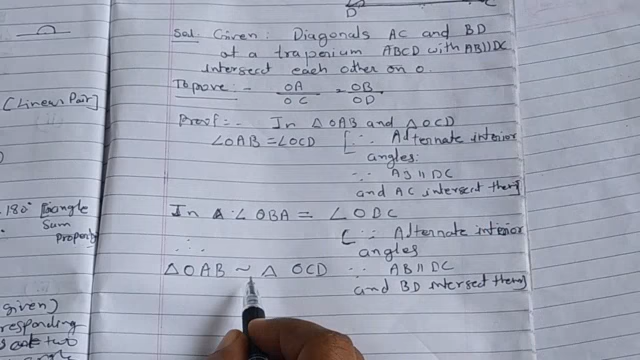 D
Sol. Given: Diagonals AC and BD
of a trapenium ABCD with AB || DC
intersect each other on O.
To prove :- OA/OC = OB/OD
Proof :- In △OAB and △OCD
∠OAB = ∠OCD [∵ Alternate interior
angles.
∵ AB || DC
and AC intersect them]
[Linear Pair]
In △ : ∠OBA = ∠ODC
[∵ Alternate interior
angles
180° [Triangle
Sum
Property
∴
△OAB ~ △OCD ∵ AB || DC
and BD intersect them]
given)
responding
two
angle